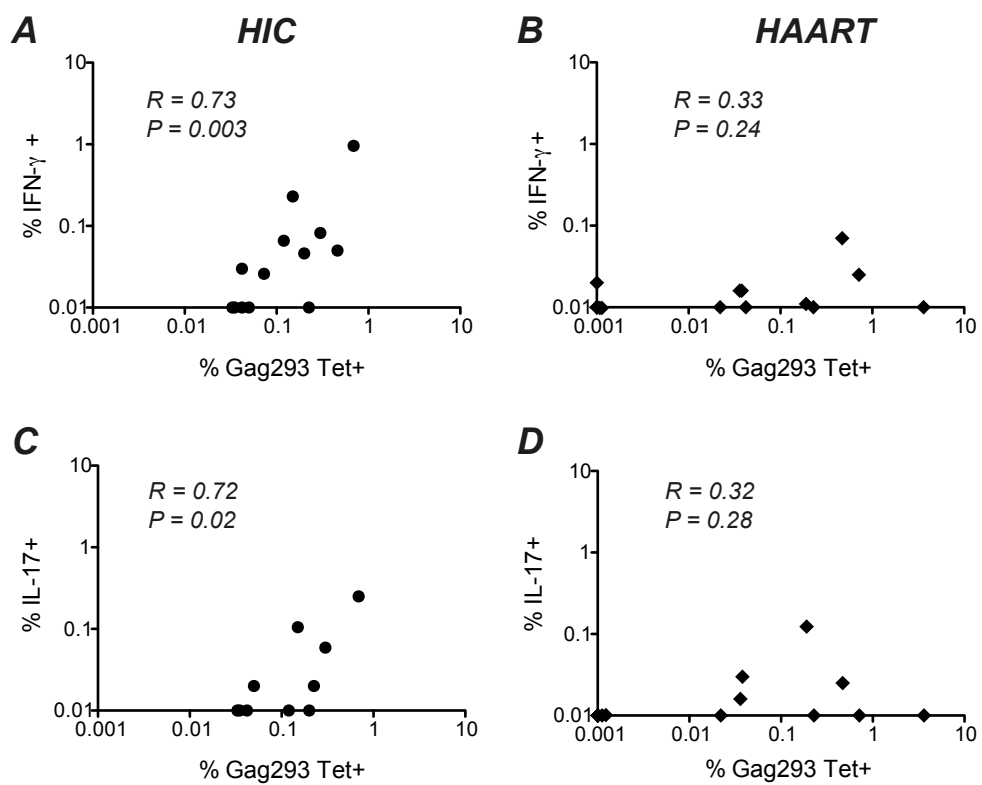 A
HIC
10
1
0.1
0.01
% IFN-γ +
R = 0.73
P = 0.003
0.001
0.01
0.1
1
10
% Gag293 Tet+
B
HAART
10
1
0.1
0.01
% IFN-γ +
R = 0.33
P = 0.24
0.001
0.01
0.1
1
10
% Gag293 Tet+
C
10
1
0.1
0.01
% IL-17+
R = 0.72
P = 0.02
0.001
0.01
0.1
1
10
% Gag293 Tet+
D
10
1
0.1
0.01
% IL-17+
R = 0.32
P = 0.28
0.001
0.01
0.1
1
10
% Gag293 Tet+